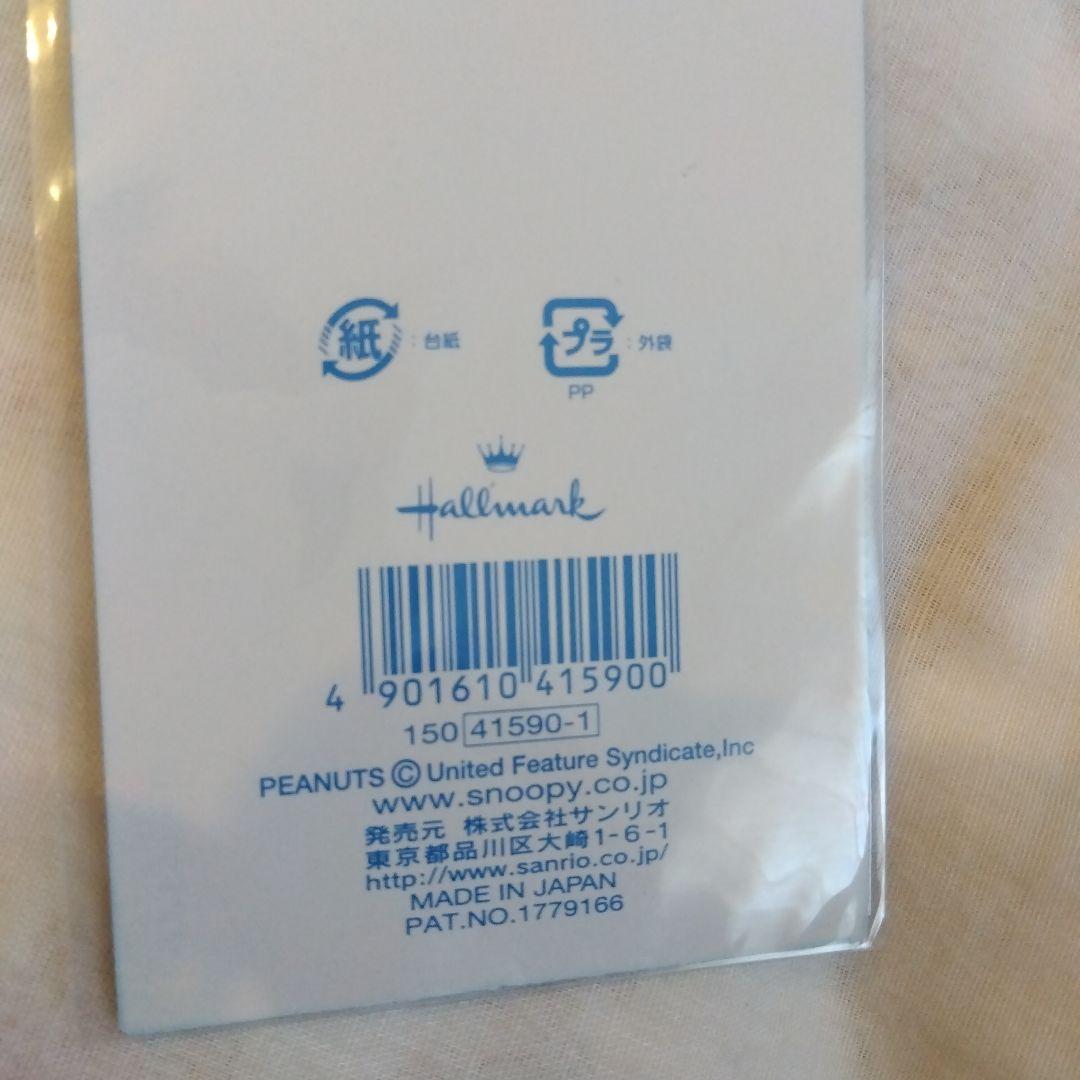 紙 : 台紙 プラ : 外袋
PP
Hallmark
4 901610 415900
150 41590-1
PEANUTS © United Feature Syndicate,Inc
www.snoopy.co.jp
発売元 株式会社サンリオ
東京都品川区大崎1-6-1
http://www.sanrio.co.jp/
MADE IN JAPAN
PAT.NO.1779166